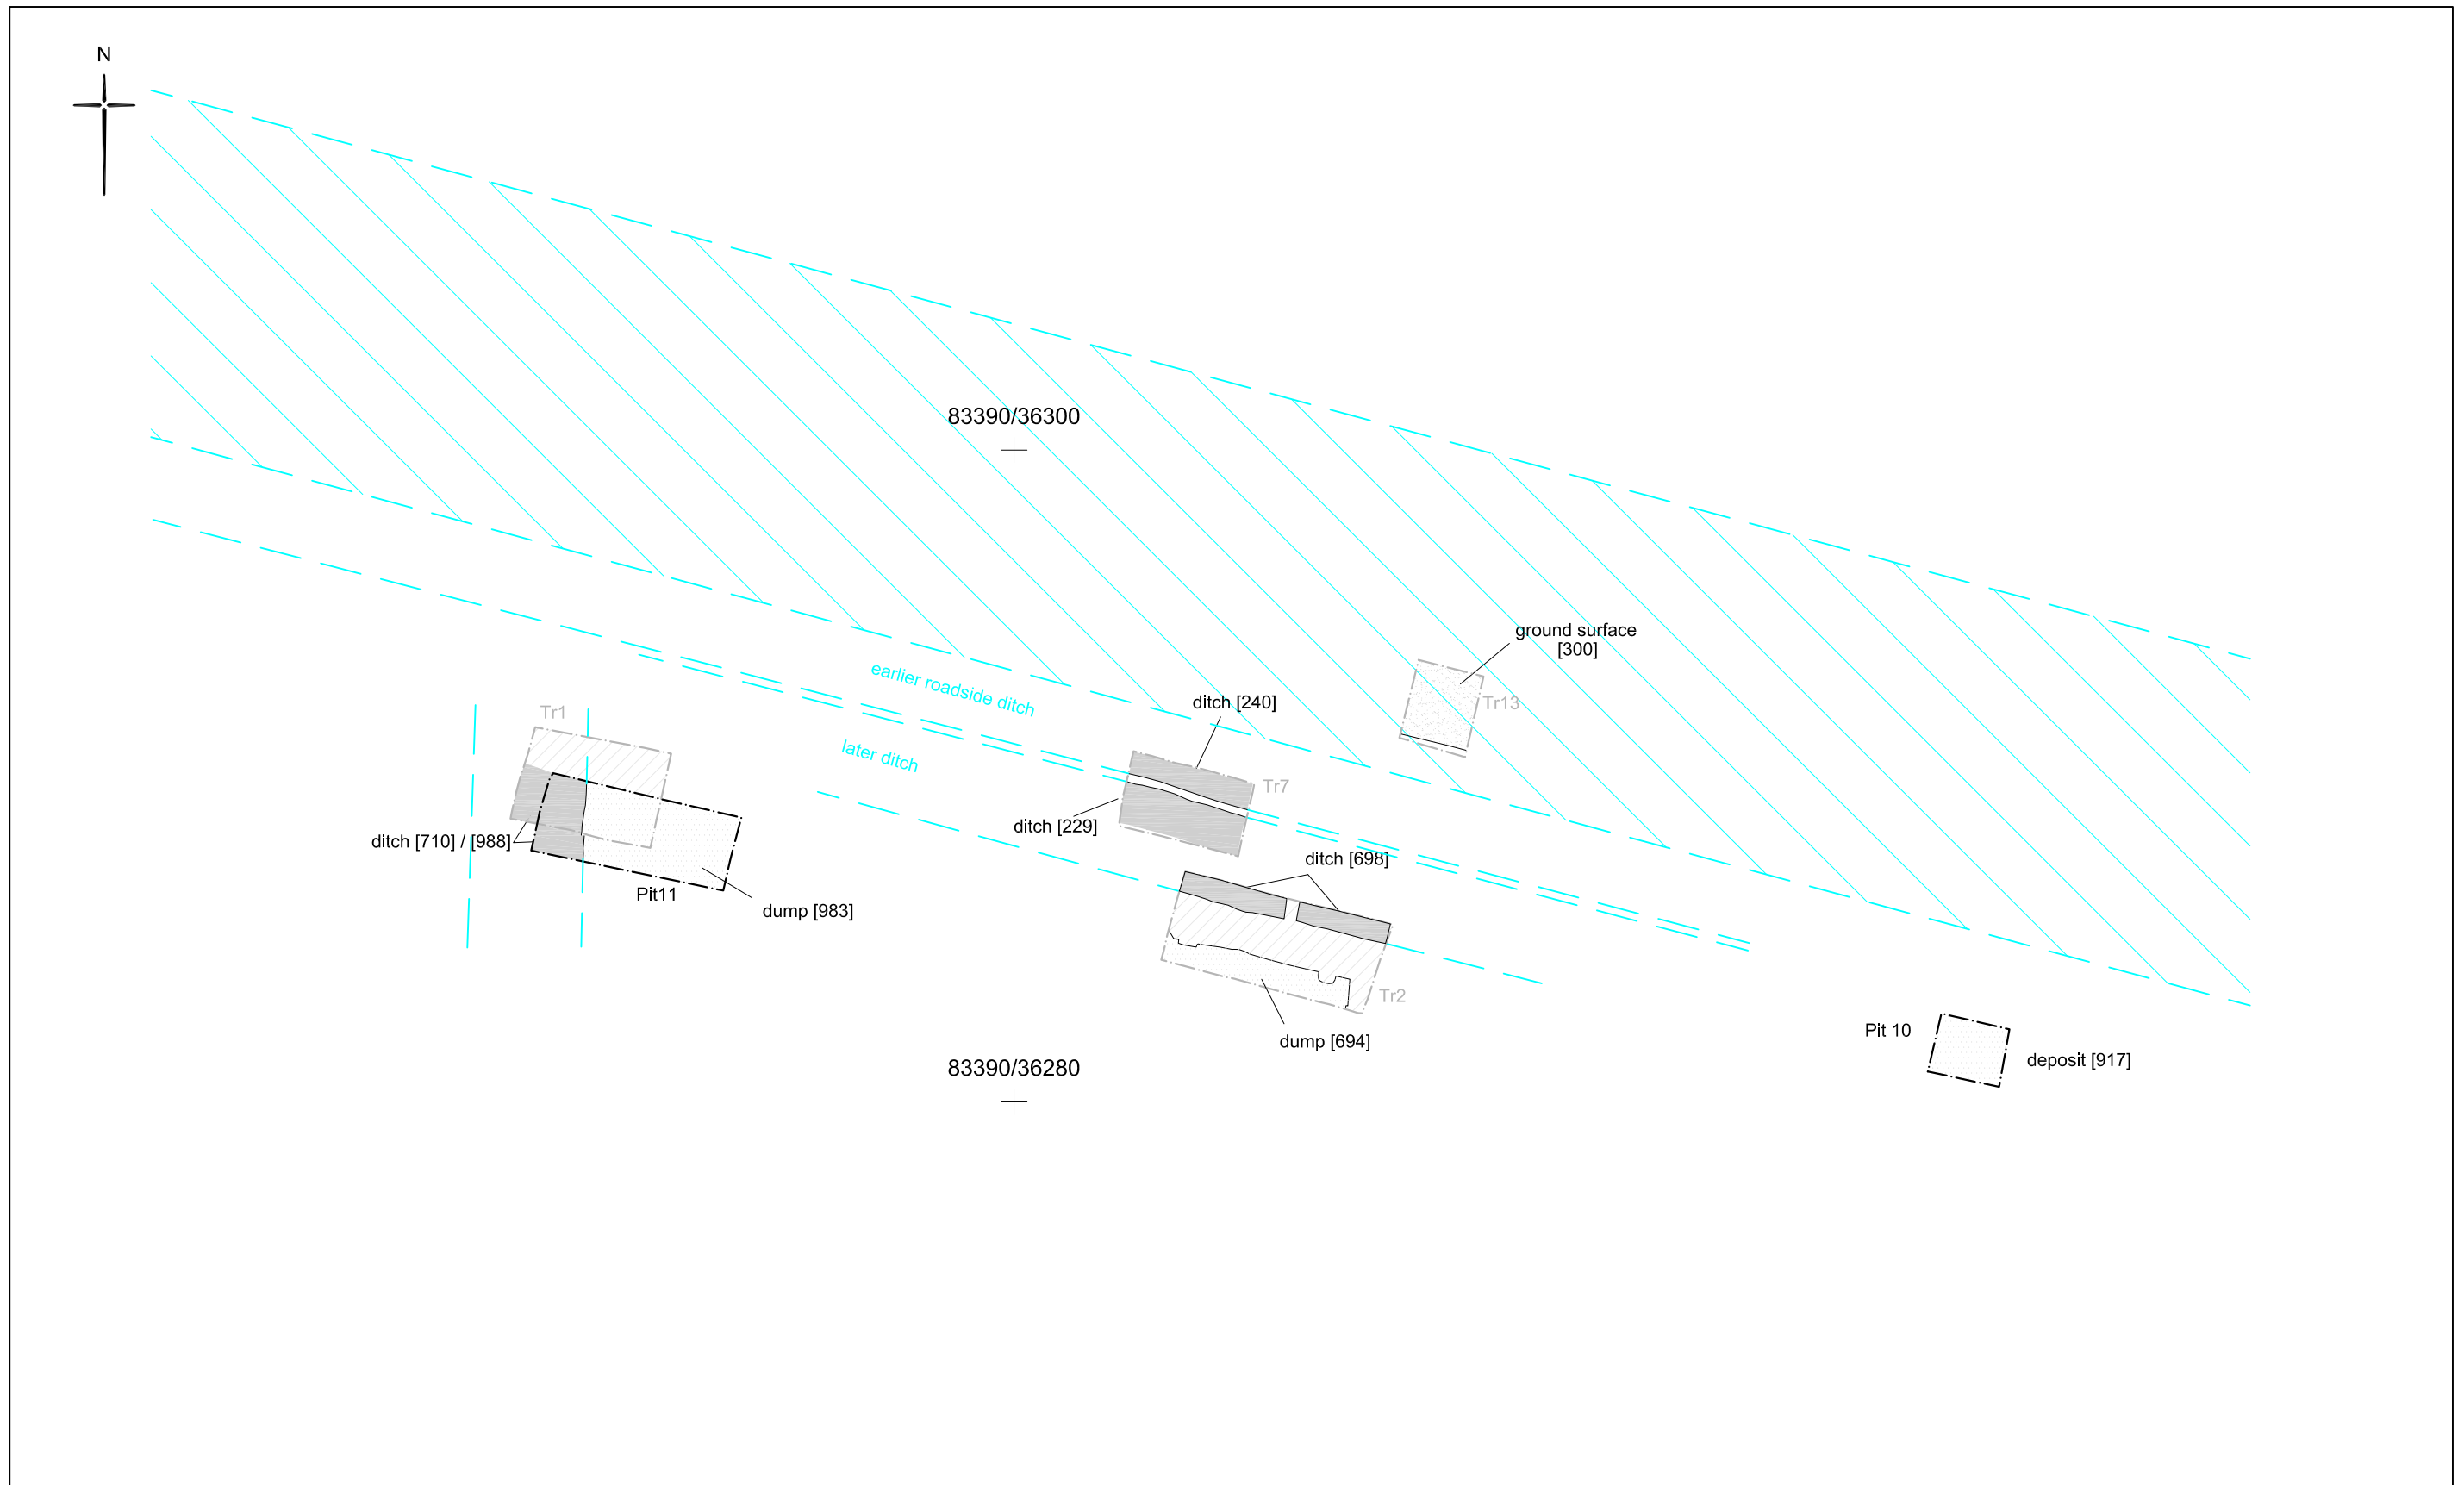 N
83390/36300
ground surface
[300]
earlier roadside ditch
ditch [240]
Tr13
Tr1
later ditch
Tr7
ditch [229]
ditch [710] / [988]
ditch [698]
Pit11
dump [983]
Tr2
Pit 10
dump [694]
deposit [917]
83390/36280